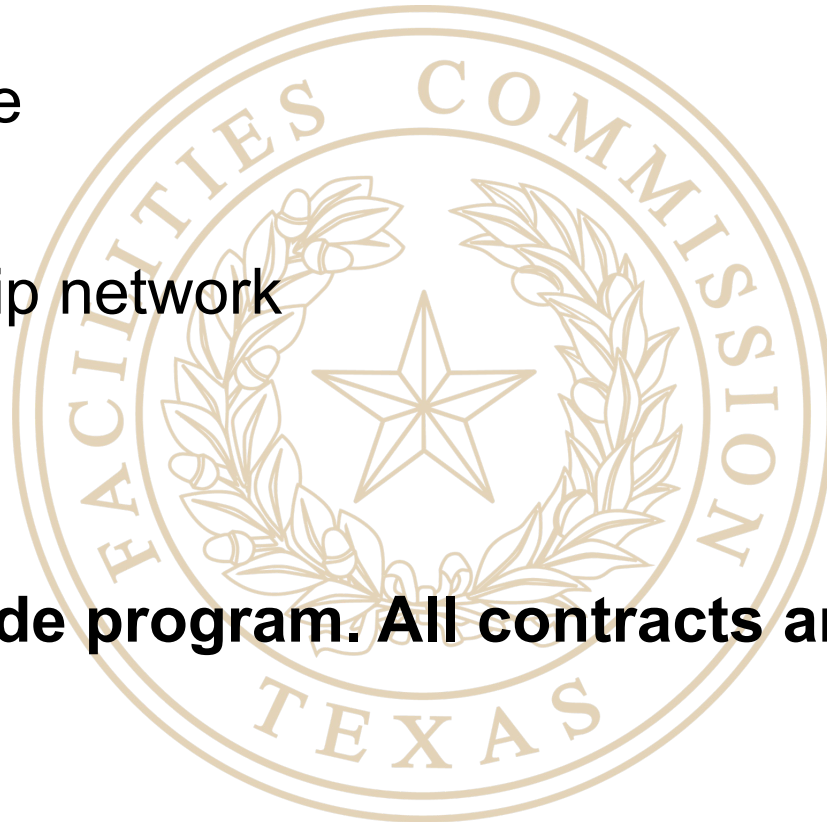 e
ip network
de program. All contracts ar
FACILITIES COMMISSION
TEXAS